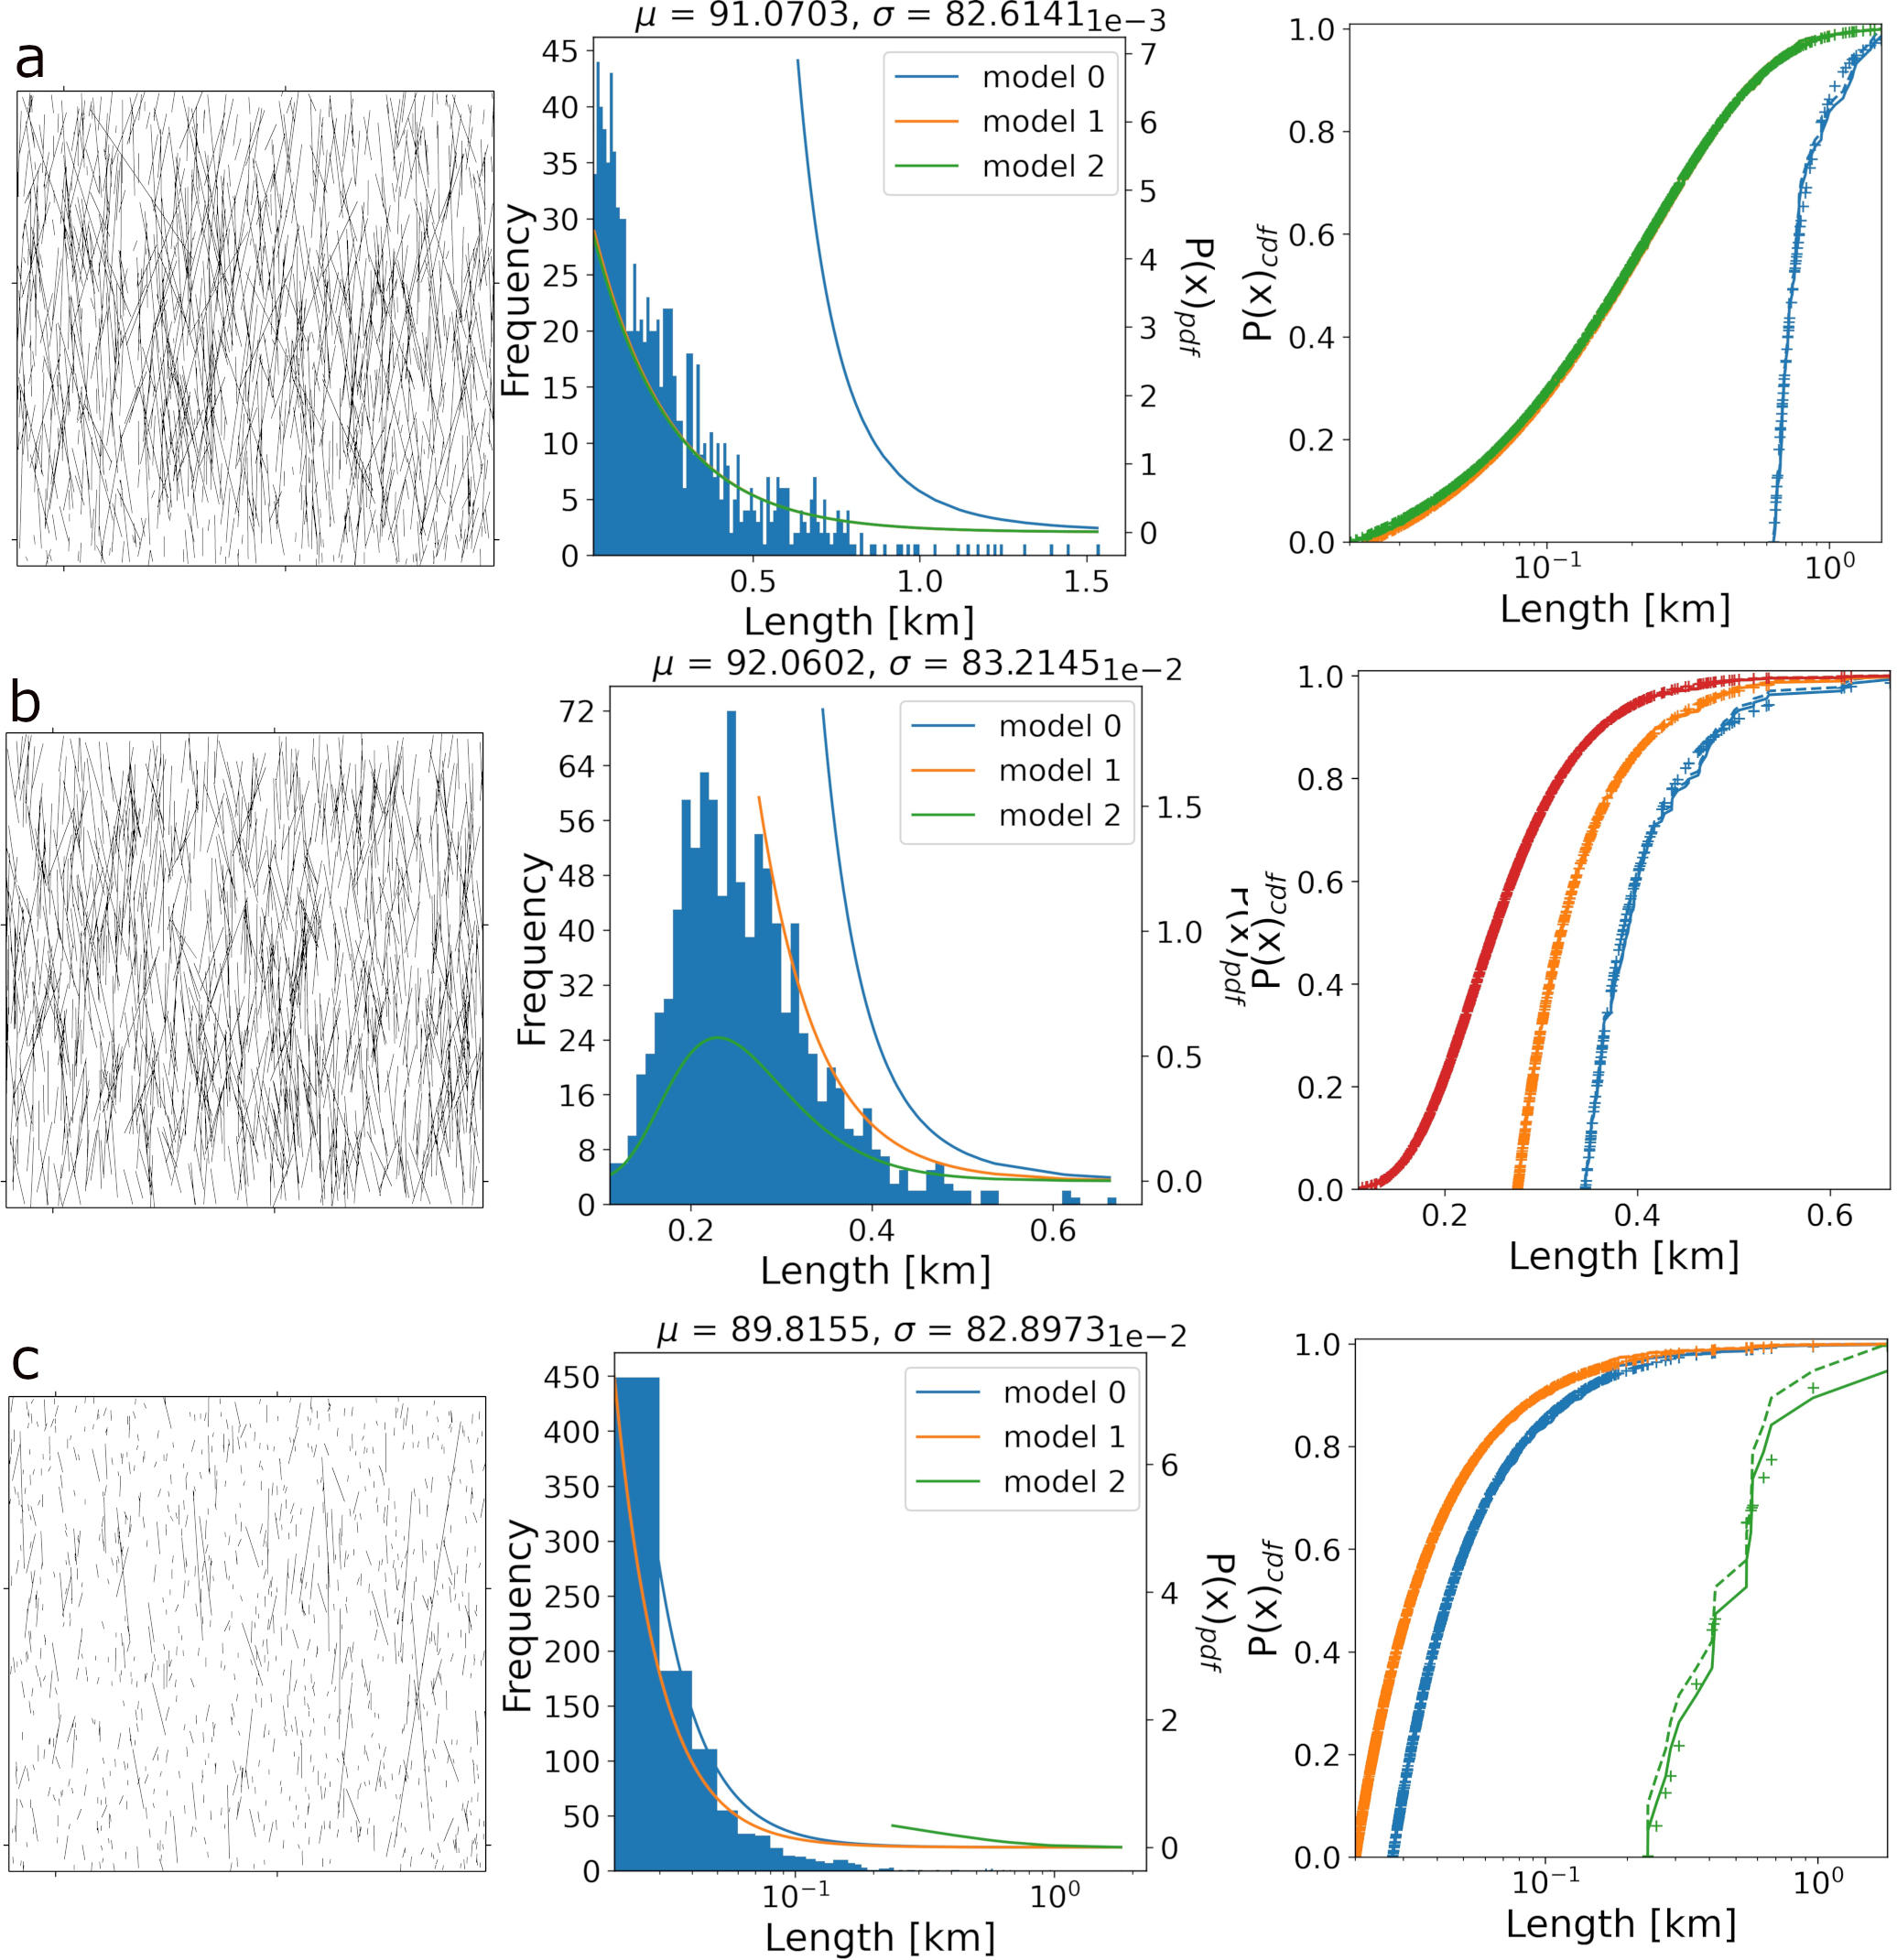 a
μ = 91.0703, σ = 82.6141
1e−3
45
40
35
30
25
20
15
10
5
0
Frequency
model 0
model 1
model 2
7
6
5
4
3
2
1
0
P(x)pdf
0.5 1.0 1.5
Length [km]
P(x)cdf
1.0
0.8
0.6
0.4
0.2
0.0
10−1 100
Length [km]
b
μ = 92.0602, σ = 83.2145
1e−2
72
64
56
48
40
32
24
16
8
0
Frequency
model 0
model 1
model 2
1.5
1.0
0.5
0.0
P(x)pdf
0.2 0.4 0.6
Length [km]
P(x)cdf
1.0
0.8
0.6
0.4
0.2
0.0
0.2 0.4 0.6
Length [km]
c
μ = 89.8155, σ = 82.8973
1e−2
450
400
350
300
250
200
150
100
50
0
Frequency
model 0
model 1
model 2
6
4
2
0
P(x)pdf
10−1 100
Length [km]
P(x)cdf
1.0
0.8
0.6
0.4
0.2
0.0
10−1 100
Length [km]